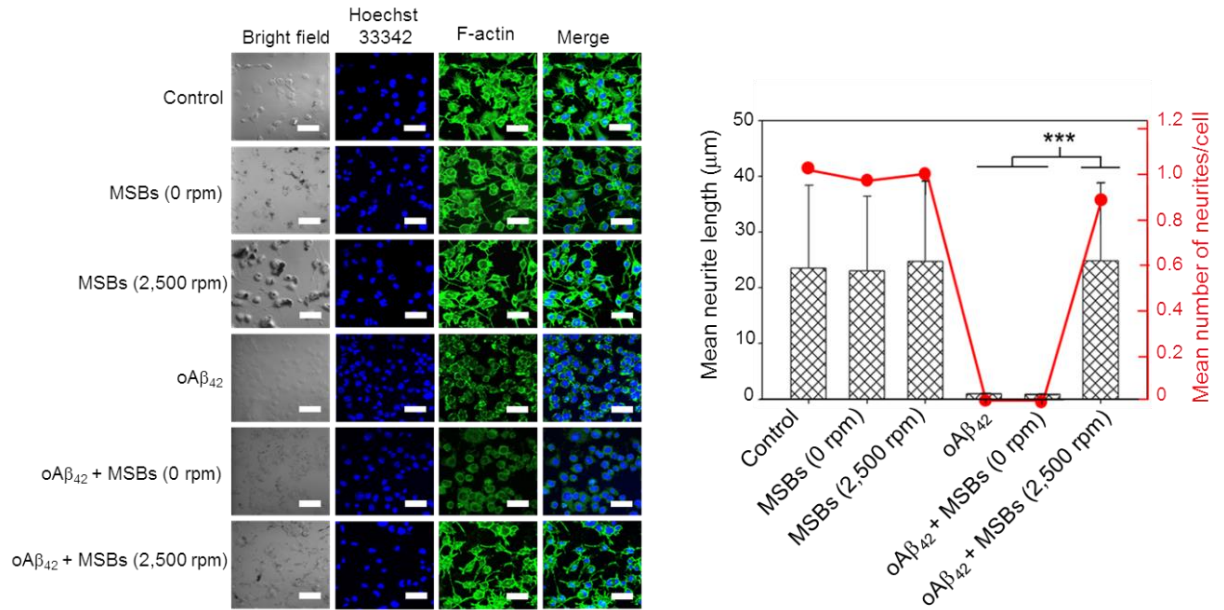 Bright field
Hoechst
33342
F-actin
Merge
Control
MSBs (0 rpm)
MSBs (2,500 rpm)
oAβ₄₂
oAβ₄₂ + MSBs (0 rpm)
oAβ₄₂ + MSBs (2,500 rpm)
Mean neurite length (μm)
50
40
30
20
10
0
***
1.2
1.0
0.8
0.6
0.4
0.2
0
Mean number of neurites/cell
Control
MSBs (0 rpm)
MSBs (2,500 rpm)
oAβ₄₂
oAβ₄₂ + MSBs (0 rpm)
oAβ₄₂ + MSBs (2,500 rpm)